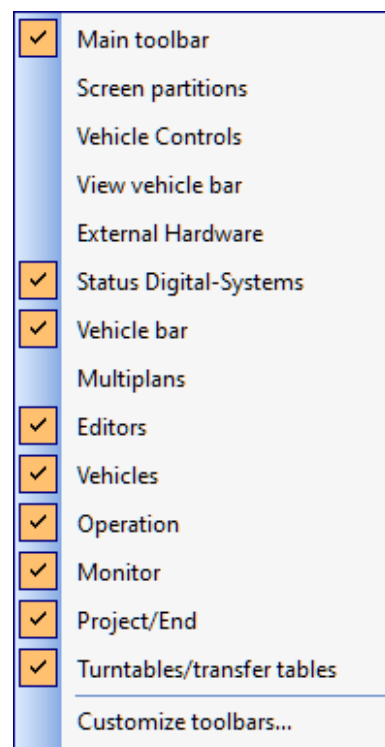 Main toolbar
Screen partitions
Vehicle Controls
View vehicle bar
External Hardware
Status Digital-Systems
Vehicle bar
Multiplans
Editors
Vehicles
Operation
Monitor
Project/End
Turntables/transfer tables
Customize toolbars...